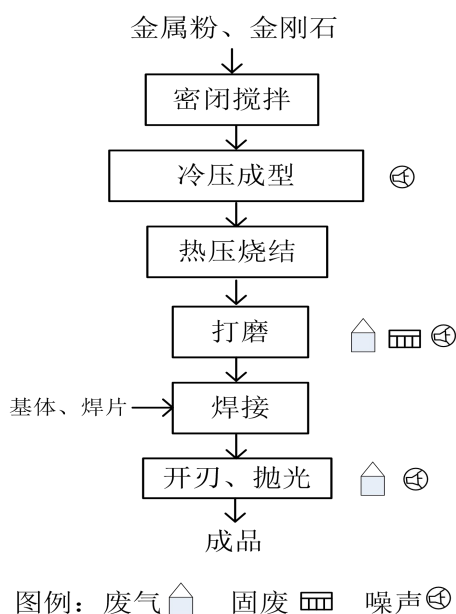 金属粉、金刚石
密闭搅拌
冷压成型
热压烧结
打磨
基体、焊片
焊接
开刃、抛光
成品
图例：废气 固废 噪声